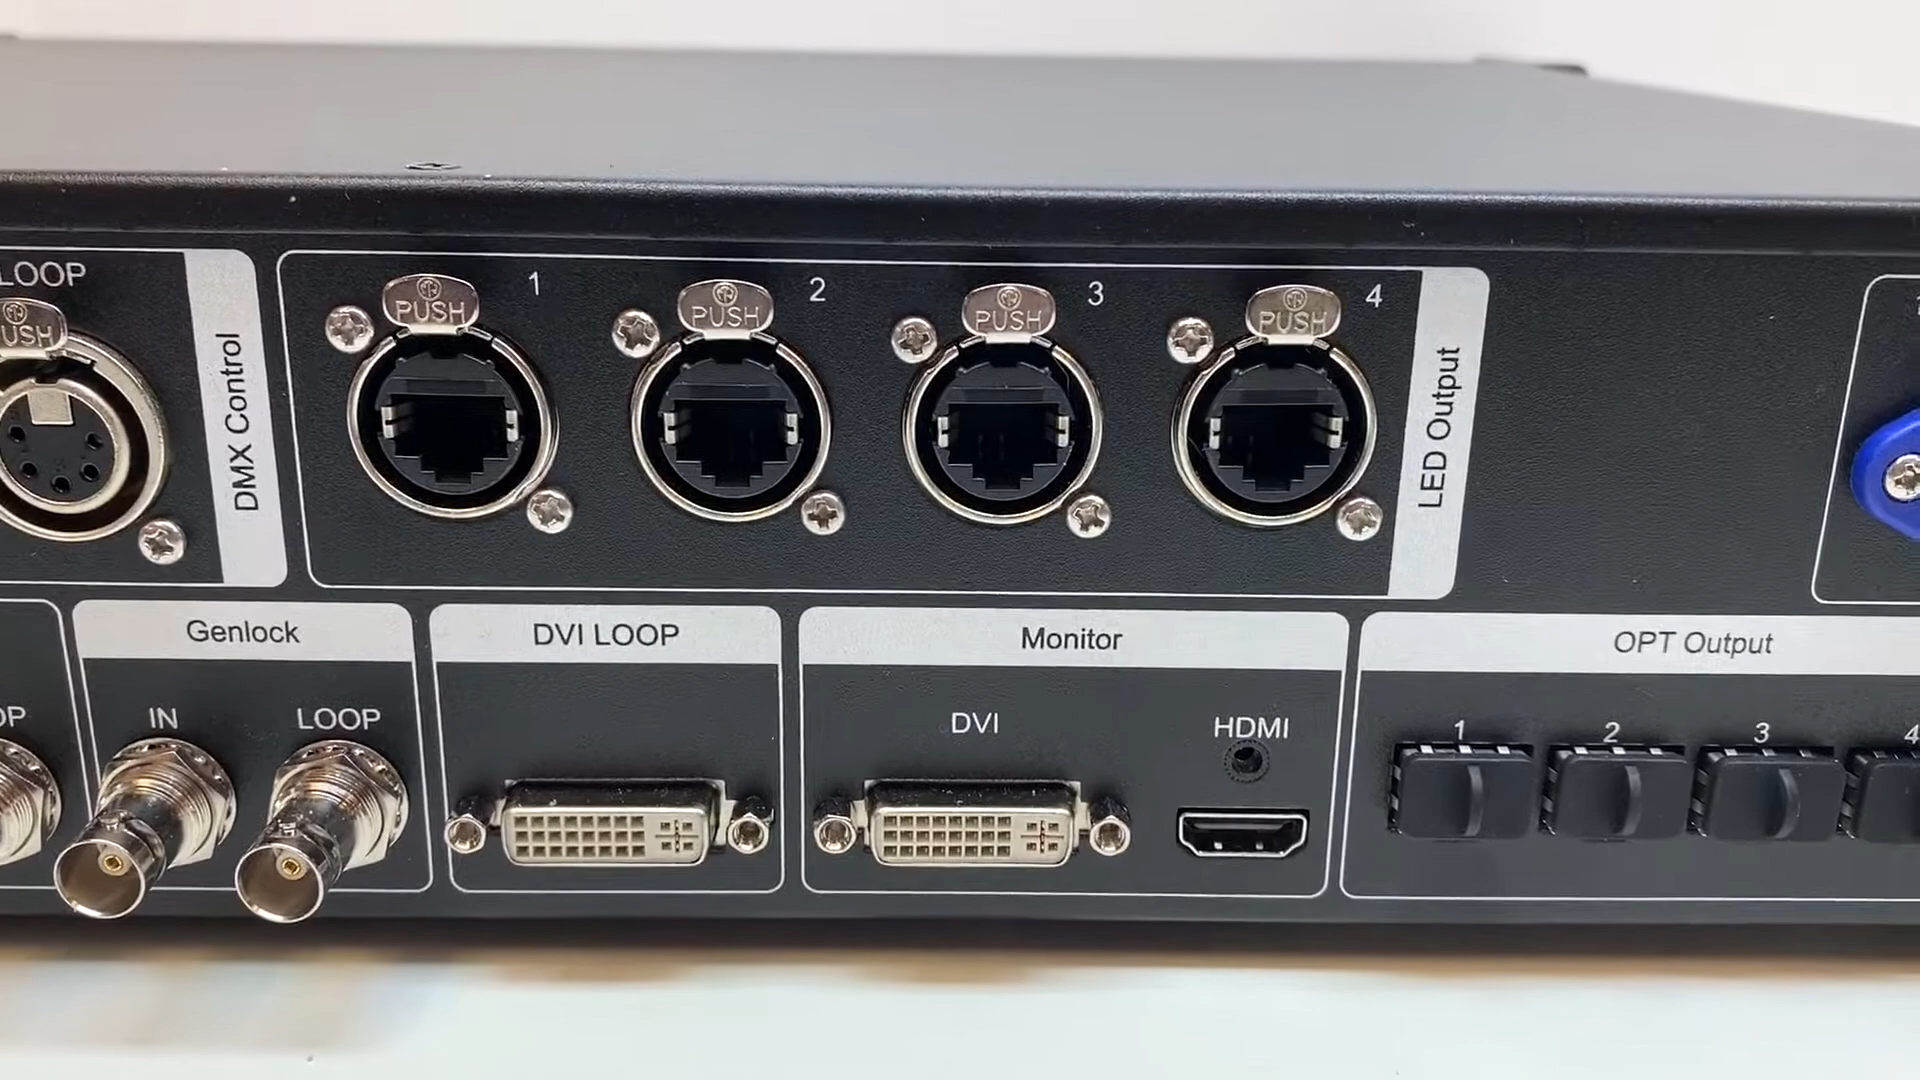 LOOP
PUSH
DMX Control
1
PUSH
2
PUSH
3
PUSH
4
PUSH
LED Output
Genlock
IN
LOOP
DVI LOOP
Monitor
DVI
HDMI
OPT Output
1
2
3
4